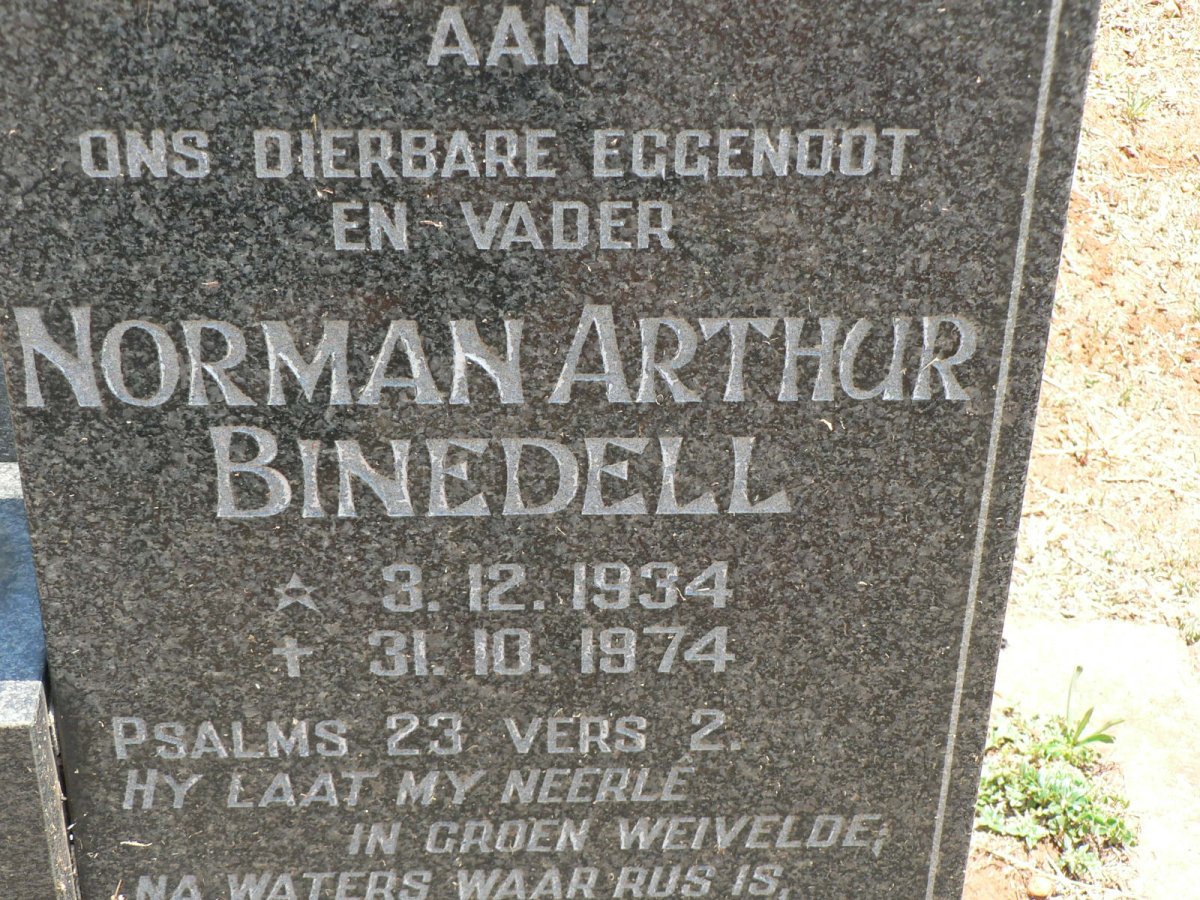 AAN
ONS DIERBARE EGGENOOT
EN VADER
NORMAN ARTHUR
BINEDELL
☆ 3. 12. 1934
✝ 31. 10. 1974
PSALMS 23 VERS 2.
HY LAAT MY NEERLÊ
IN GROEN WEIVELDE;
NA WATERS WAAR RUS IS,